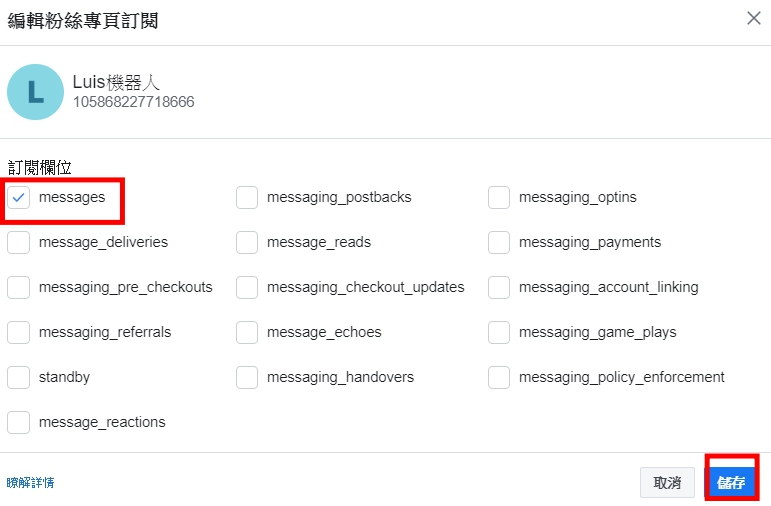 編輯粉絲專頁訂閱
L
Luis機器人
105868227718666
訂閱欄位
messages messaging_postbacks messaging_optins
message_deliveries message_reads messaging_payments
messaging_pre_checkouts messaging_checkout_updates messaging_account_linking
messaging_referrals message_echoes messaging_game_plays
standby messaging_handovers messaging_policy_enforcement
message_reactions
瞭解詳情 取消 儲存